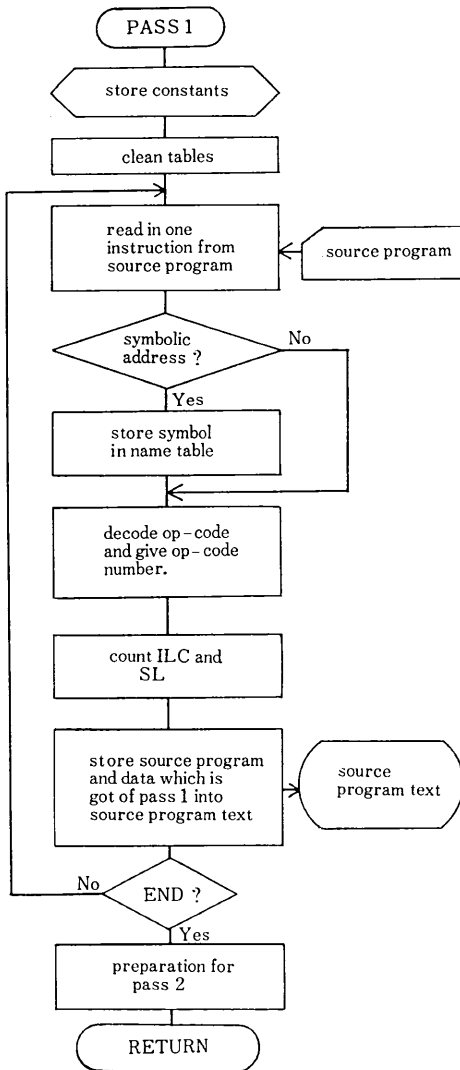 PASS 1
store constants
clean tables
read in one
instruction from
source program
source program
symbolic
address ?
No
Yes
store symbol
in name table
decode op-code
and give op-code
number.
count ILC and
SL
store source program
and data which is
got of pass 1 into
source program text
source
program text
No
END ?
Yes
preparation for
pass 2
RETURN